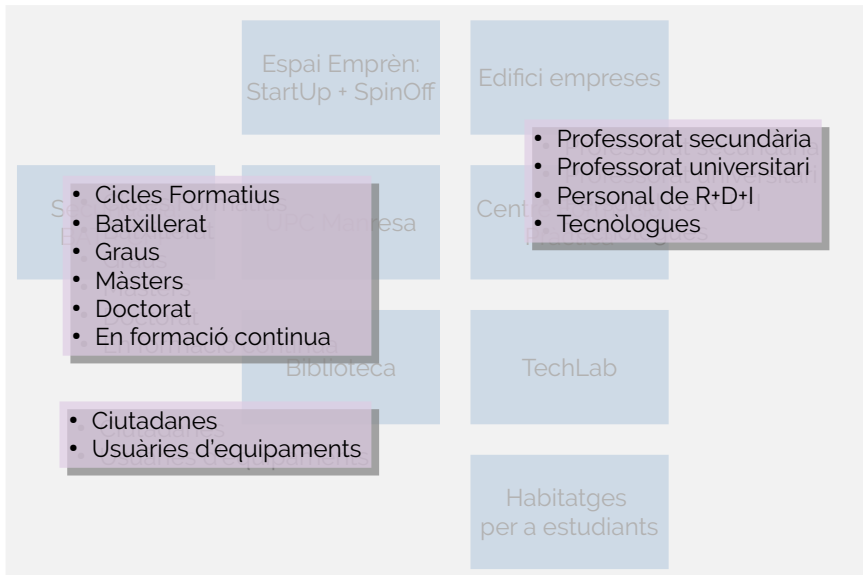 Espai Emprèn:
StartUp + SpinOff
Edifici empreses
• Professorat secundària
• Professorat universitari
• Personal de R+D+I
• Tecnòlogues
• Cicles Formatius
• Batxillerat
• Graus
• Màsters
• Doctorat
• En formació continua
UPC Manresa
Biblioteca
TechLab
• Ciutadanes
• Usuàries d'equipaments
Habitatges
per a estudiants